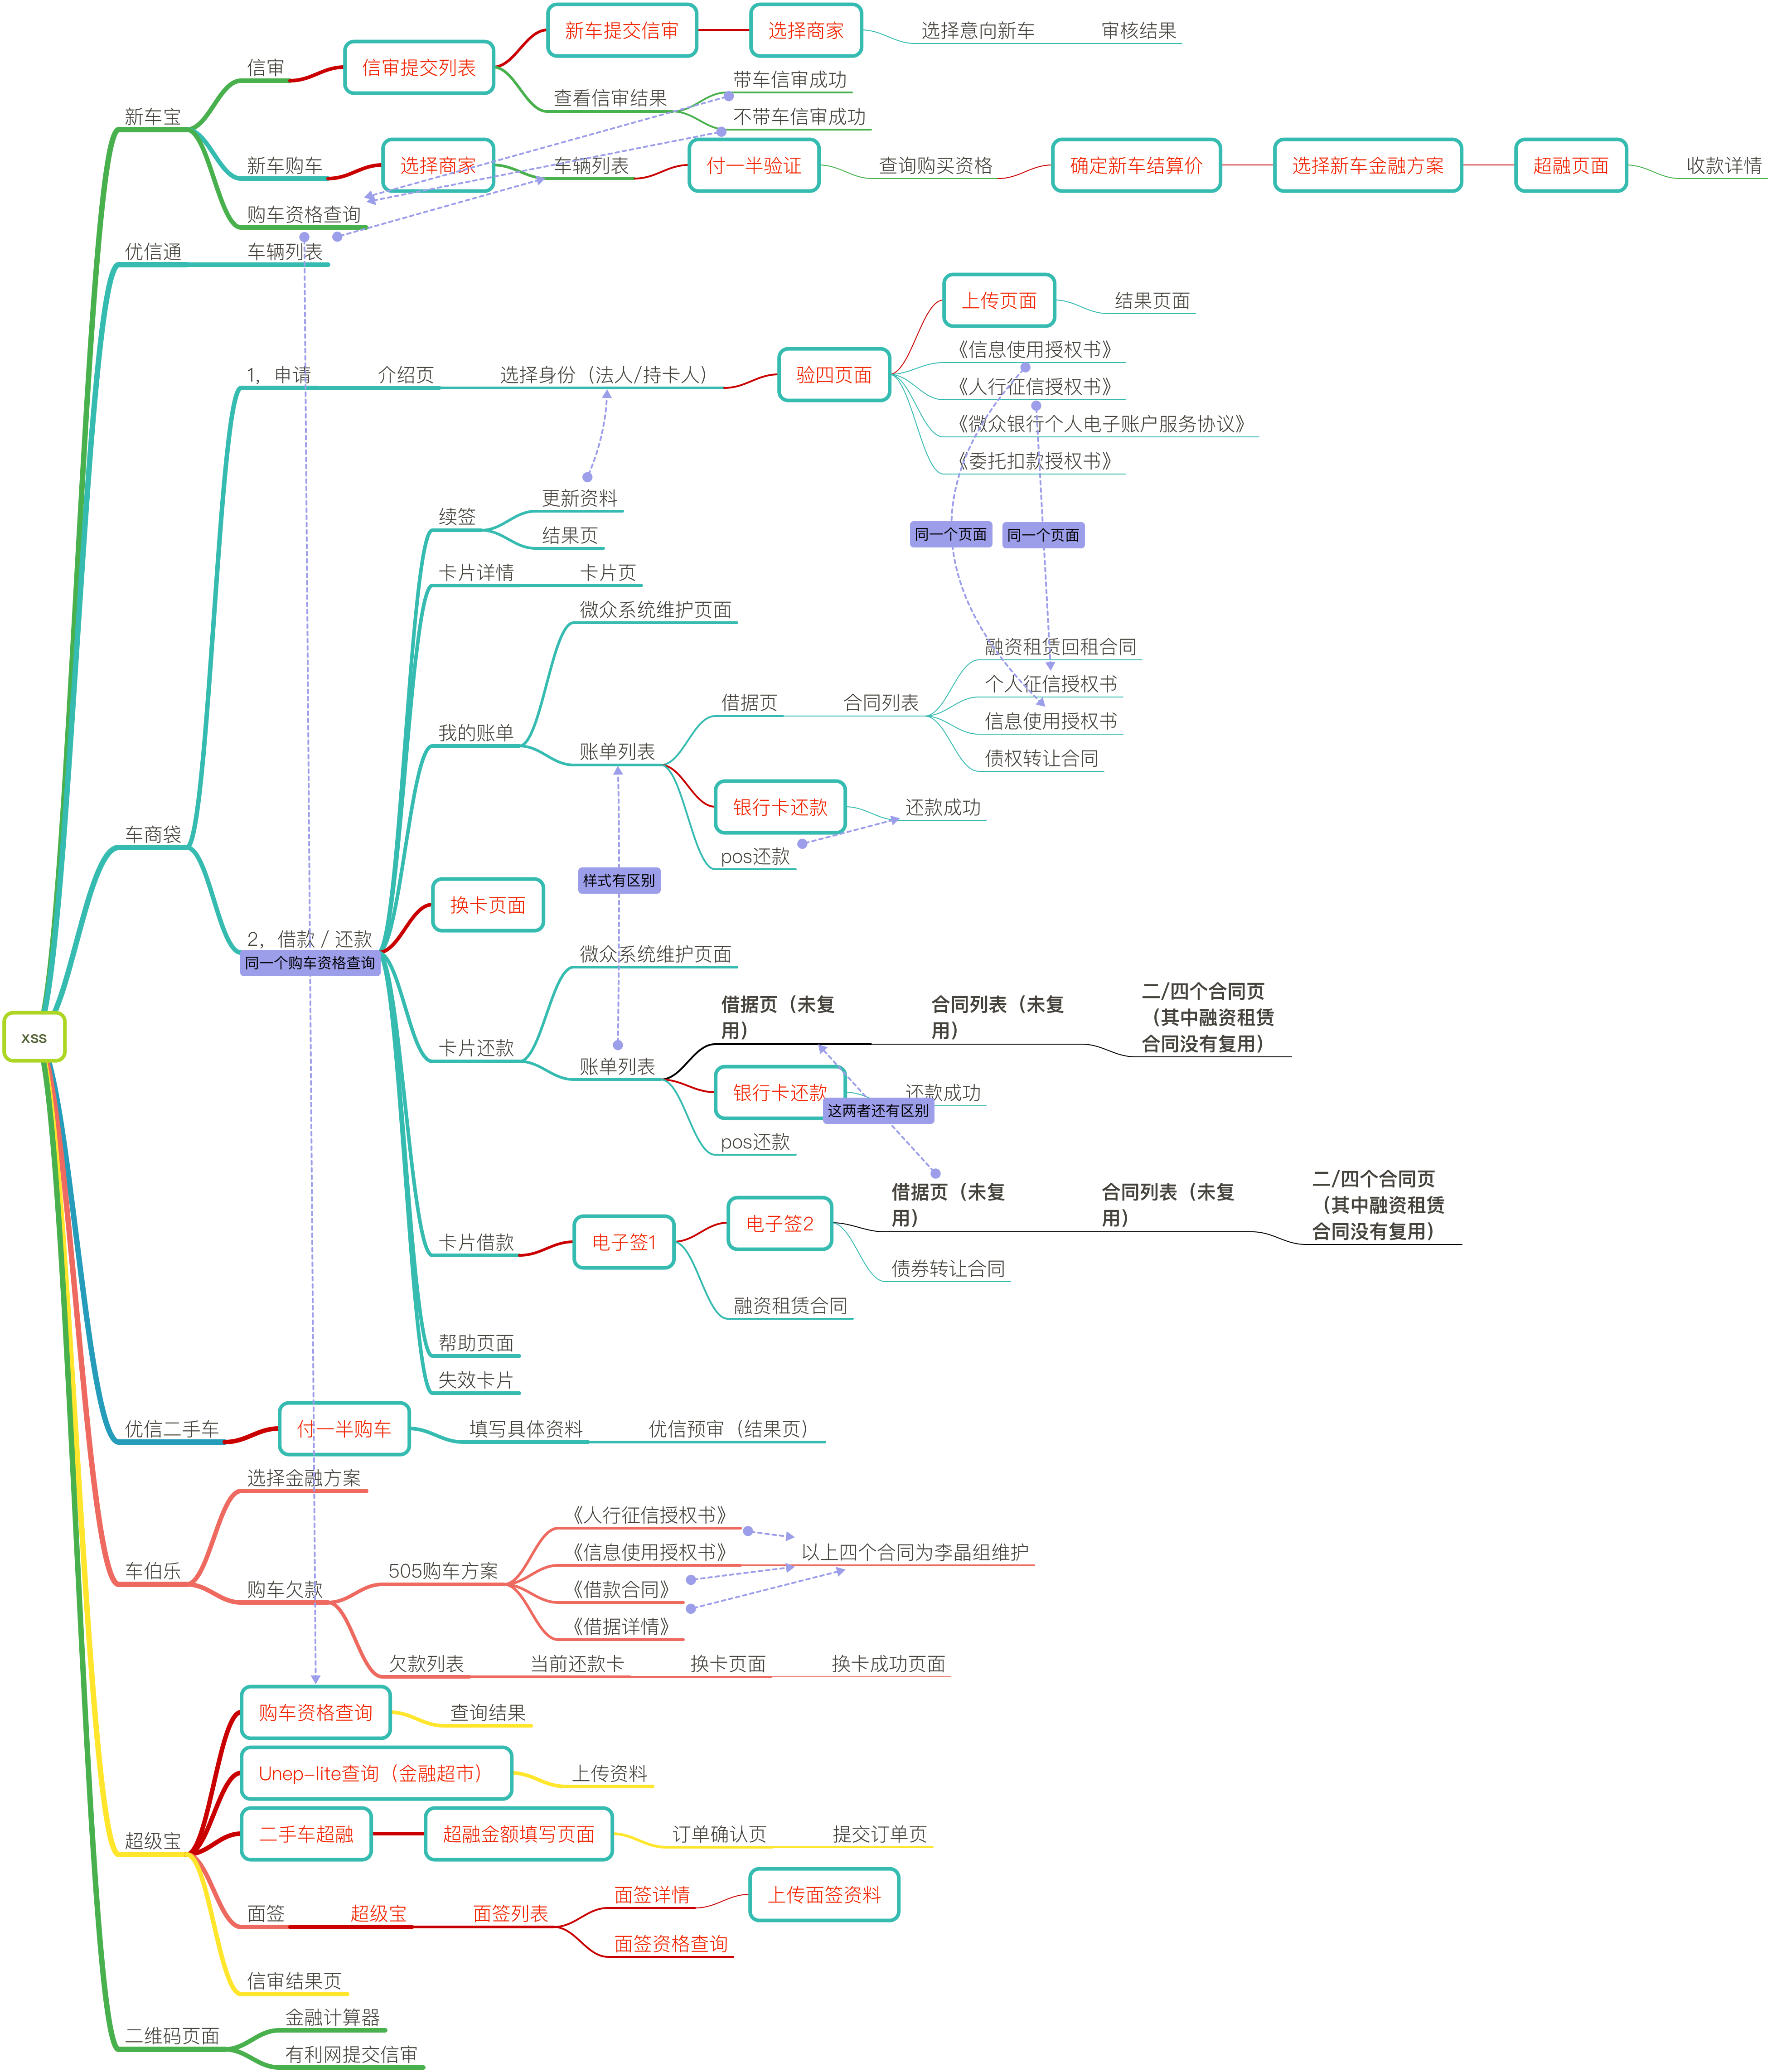 xss
新车宝
信审
信审提交列表
新车提交信审
选择商家
选择意向新车
审核结果
查看信审结果
带车信审成功
不带车信审成功
新车购车
选择商家
车辆列表
付一半验证
查询购买资格
确定新车结算价
选择新车金融方案
超融页面
收款详情
购车资格查询
优信通
车辆列表
车商袋
1，申请
介绍页
选择身份（法人/持卡人）
验四页面
上传页面
结果页面
《信息使用授权书》
《人行征信授权书》
《微众银行个人电子账户服务协议》
《委托扣款授权书》
同一个页面
同一个页面
2，借款 / 还款
同一个购车资格查询
续签
更新资料
结果页
卡片详情
卡片页
我的账单
微众系统维护页面
账单列表
借据页
合同列表
融资租赁回租合同
个人征信授权书
信息使用授权书
债权转让合同
银行卡还款
还款成功
pos还款
样式有区别
换卡页面
卡片还款
微众系统维护页面
账单列表
借据页（未复
用）
合同列表（未复
用）
二/四个合同页
（其中融资租赁
合同没有复用）
银行卡还款
还款成功
这两者还有区别
pos还款
卡片借款
电子签1
电子签2
借据页（未复
用）
合同列表（未复
用）
二/四个合同页
（其中融资租赁
合同没有复用）
债券转让合同
融资租赁合同
帮助页面
失效卡片
优信二手车
付一半购车
填写具体资料
优信预审（结果页）
车伯乐
选择金融方案
购车欠款
505购车方案
《人行征信授权书》
《信息使用授权书》
以上四个合同为李晶组维护
《借款合同》
《借据详情》
欠款列表
当前还款卡
换卡页面
换卡成功页面
超级宝
购车资格查询
查询结果
Unep-lite查询（金融超市）
上传资料
二手车超融
超融金额填写页面
订单确认页
提交订单页
面签
超级宝
面签列表
面签详情
上传面签资料
面签资格查询
信审结果页
二维码页面
金融计算器
有利网提交信审